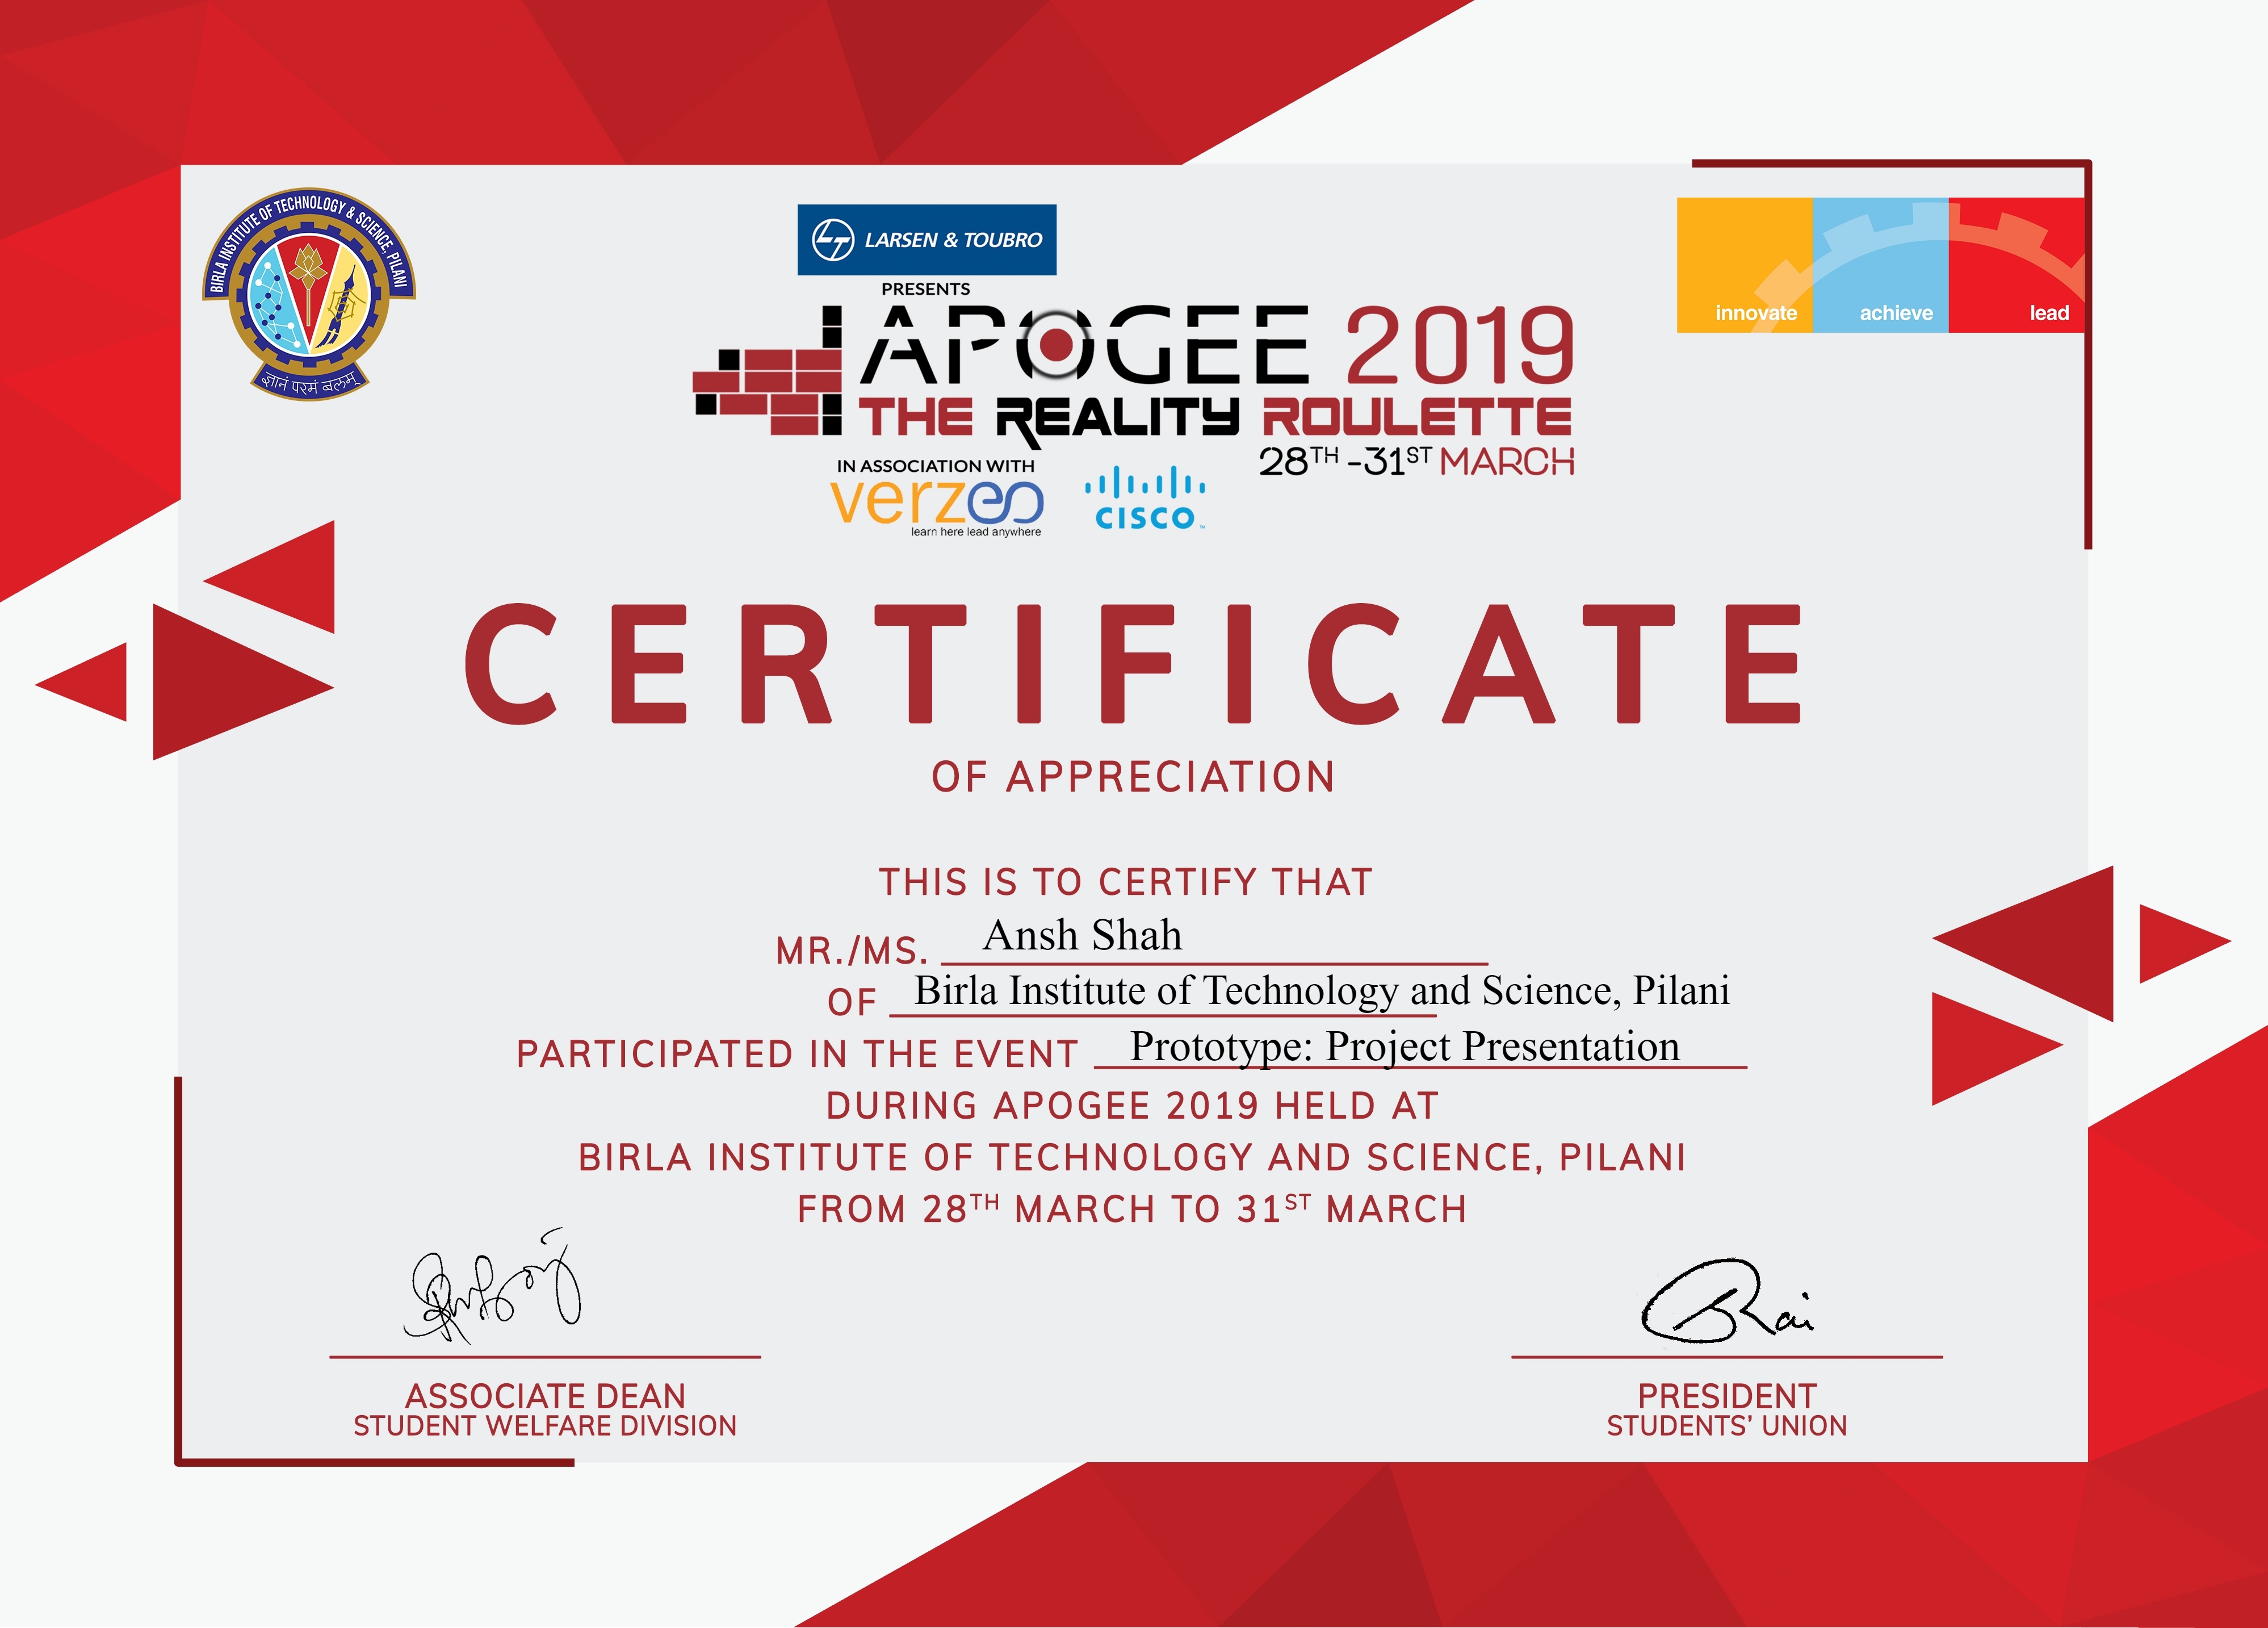 BIRLA INSTITUTE OF TECHNOLOGY & SCIENCE, PILANI
ज्ञानं परमं बलम्
LARSEN & TOUBRO
PRESENTS
APOGEE 2019
THE REALITY ROULETTE
28TH -31ST MARCH
IN ASSOCIATION WITH
verzeo
learn here lead anywhere
CISCO™
innovate achieve lead
CERTIFICATE
OF APPRECIATION
THIS IS TO CERTIFY THAT
MR./MS. Ansh Shah
OF Birla Institute of Technology and Science, Pilani
PARTICIPATED IN THE EVENT Prototype: Project Presentation
DURING APOGEE 2019 HELD AT
BIRLA INSTITUTE OF TECHNOLOGY AND SCIENCE, PILANI
FROM 28TH MARCH TO 31ST MARCH
ASSOCIATE DEAN
STUDENT WELFARE DIVISION
PRESIDENT
STUDENTS' UNION